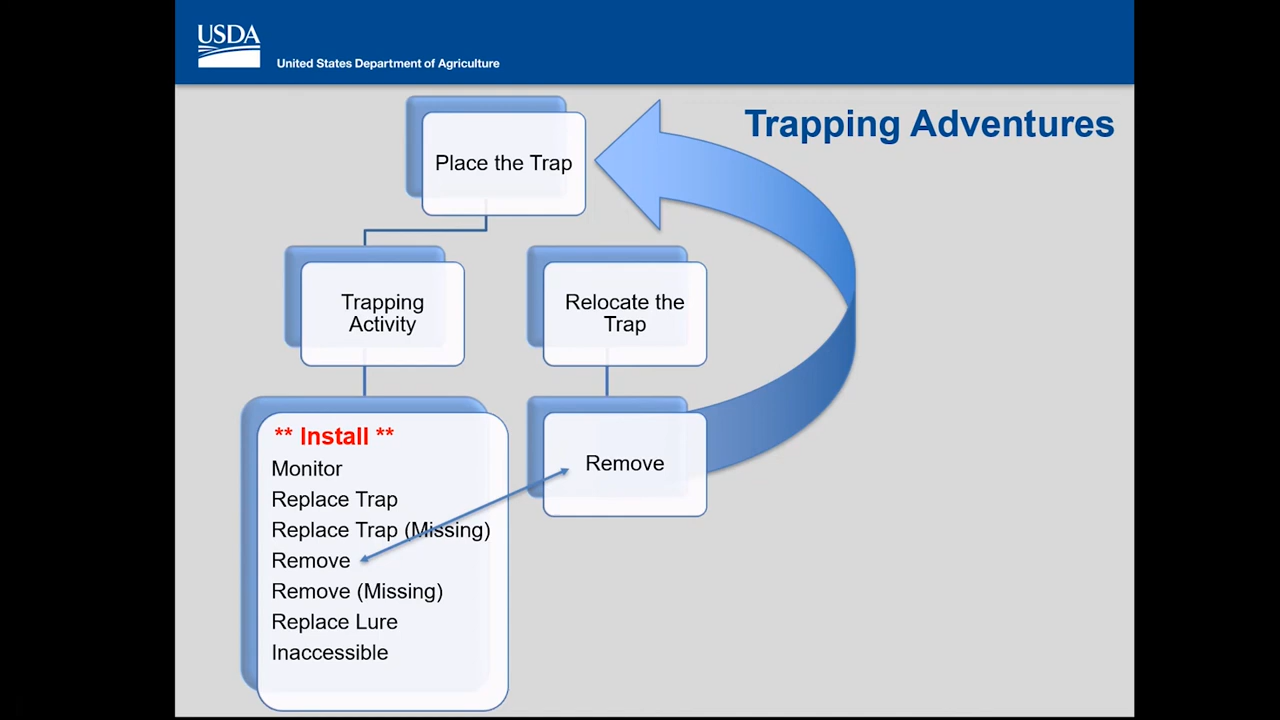 USDA
United States Department of Agriculture
Trapping Adventures
Place the Trap
Trapping
Activity
Relocate the
Trap
** Install **
Monitor
Replace Trap
Replace Trap (Missing)
Remove
Remove (Missing)
Replace Lure
Inaccessible
Remove